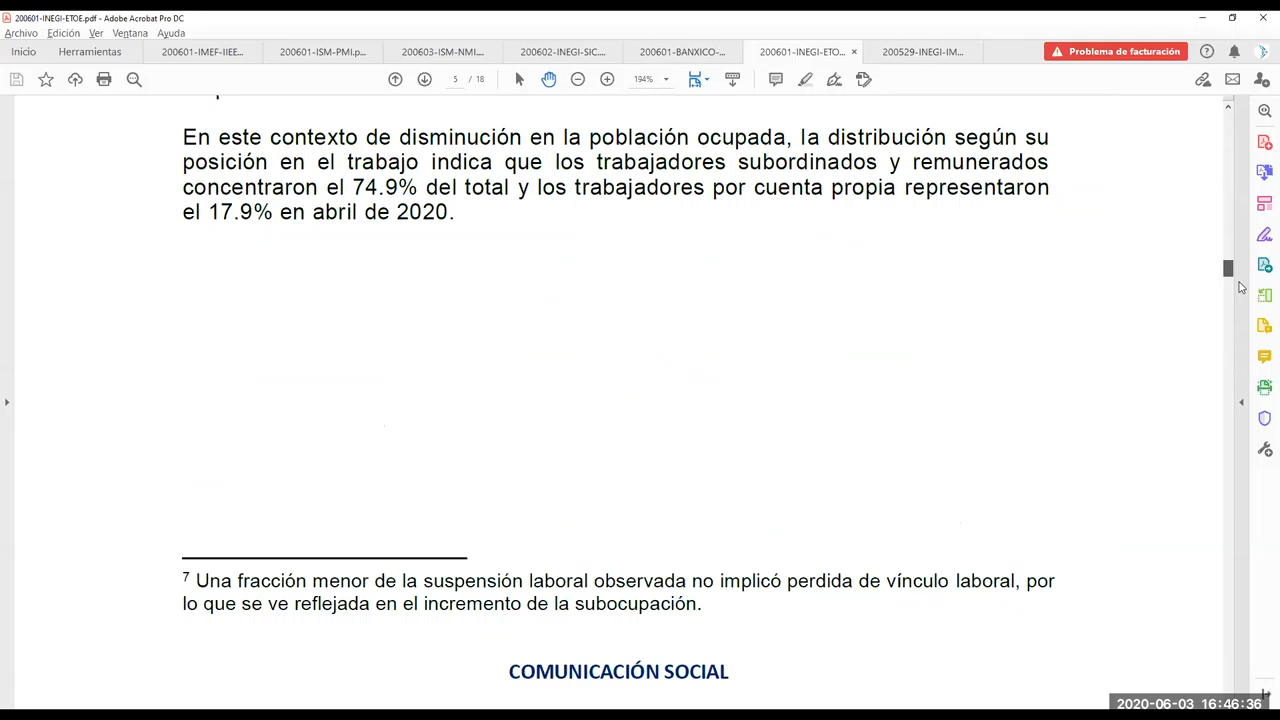 200601-INEGI-ETOE.pdf - Adobe Acrobat Pro DC
Archivo Edición Ver Ventana Ayuda
Inicio Herramientas 200601-IMEF-IIEE... 200601-ISM-PMI.p... 200603-ISM-NMI.... 200602-INEGI-SIC.... 200601-BANXICO-... 200601-INEGI-ETO... × 200529-INEGI-IM... Problema de facturación
5 / 18 194%
En este contexto de disminución en la población ocupada, la distribución según su
posición en el trabajo indica que los trabajadores subordinados y remunerados
concentraron el 74.9% del total y los trabajadores por cuenta propia representaron
el 17.9% en abril de 2020.
7 Una fracción menor de la suspensión laboral observada no implicó perdida de vínculo laboral, por
lo que se ve reflejada en el incremento de la subocupación.
COMUNICACIÓN SOCIAL
2020-06-03 16:46:36